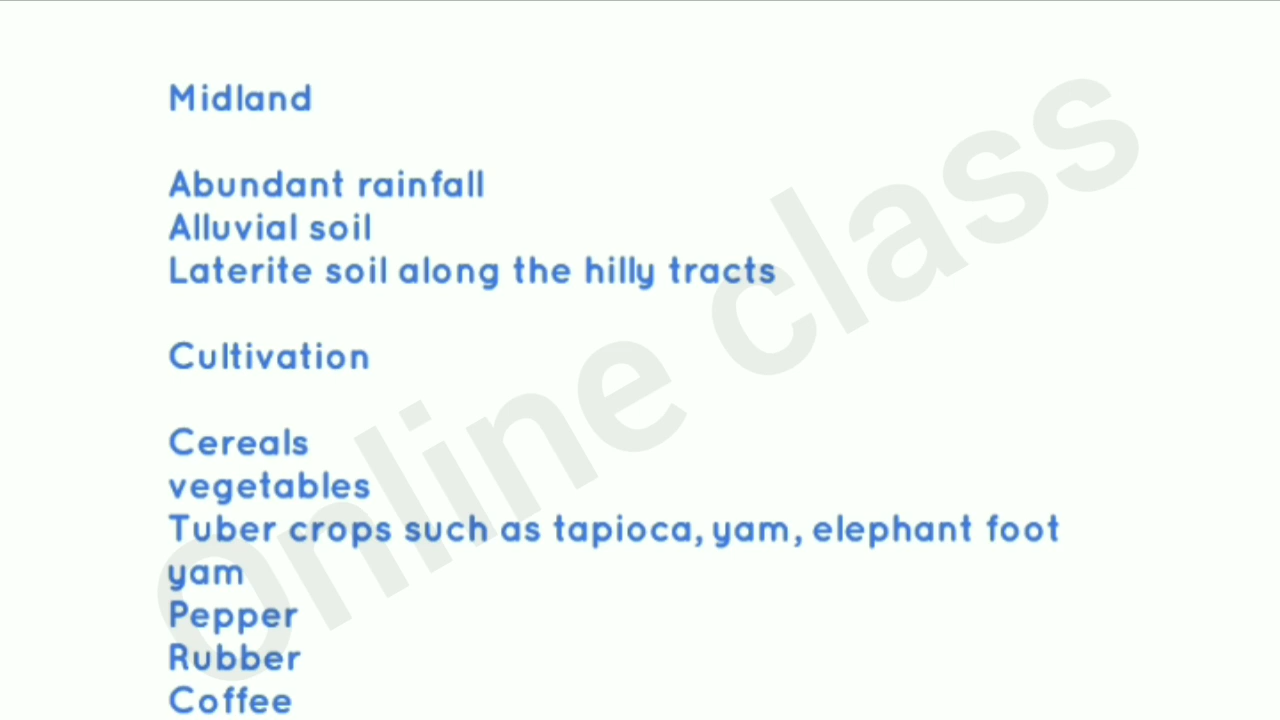 Midland
Abundant rainfall
Alluvial soil
Laterite soil along the hilly tracts
Cultivation
Cereals
vegetables
Tuber crops such as tapioca, yam, elephant foot
yam
Pepper
Rubber
Coffee
Online class